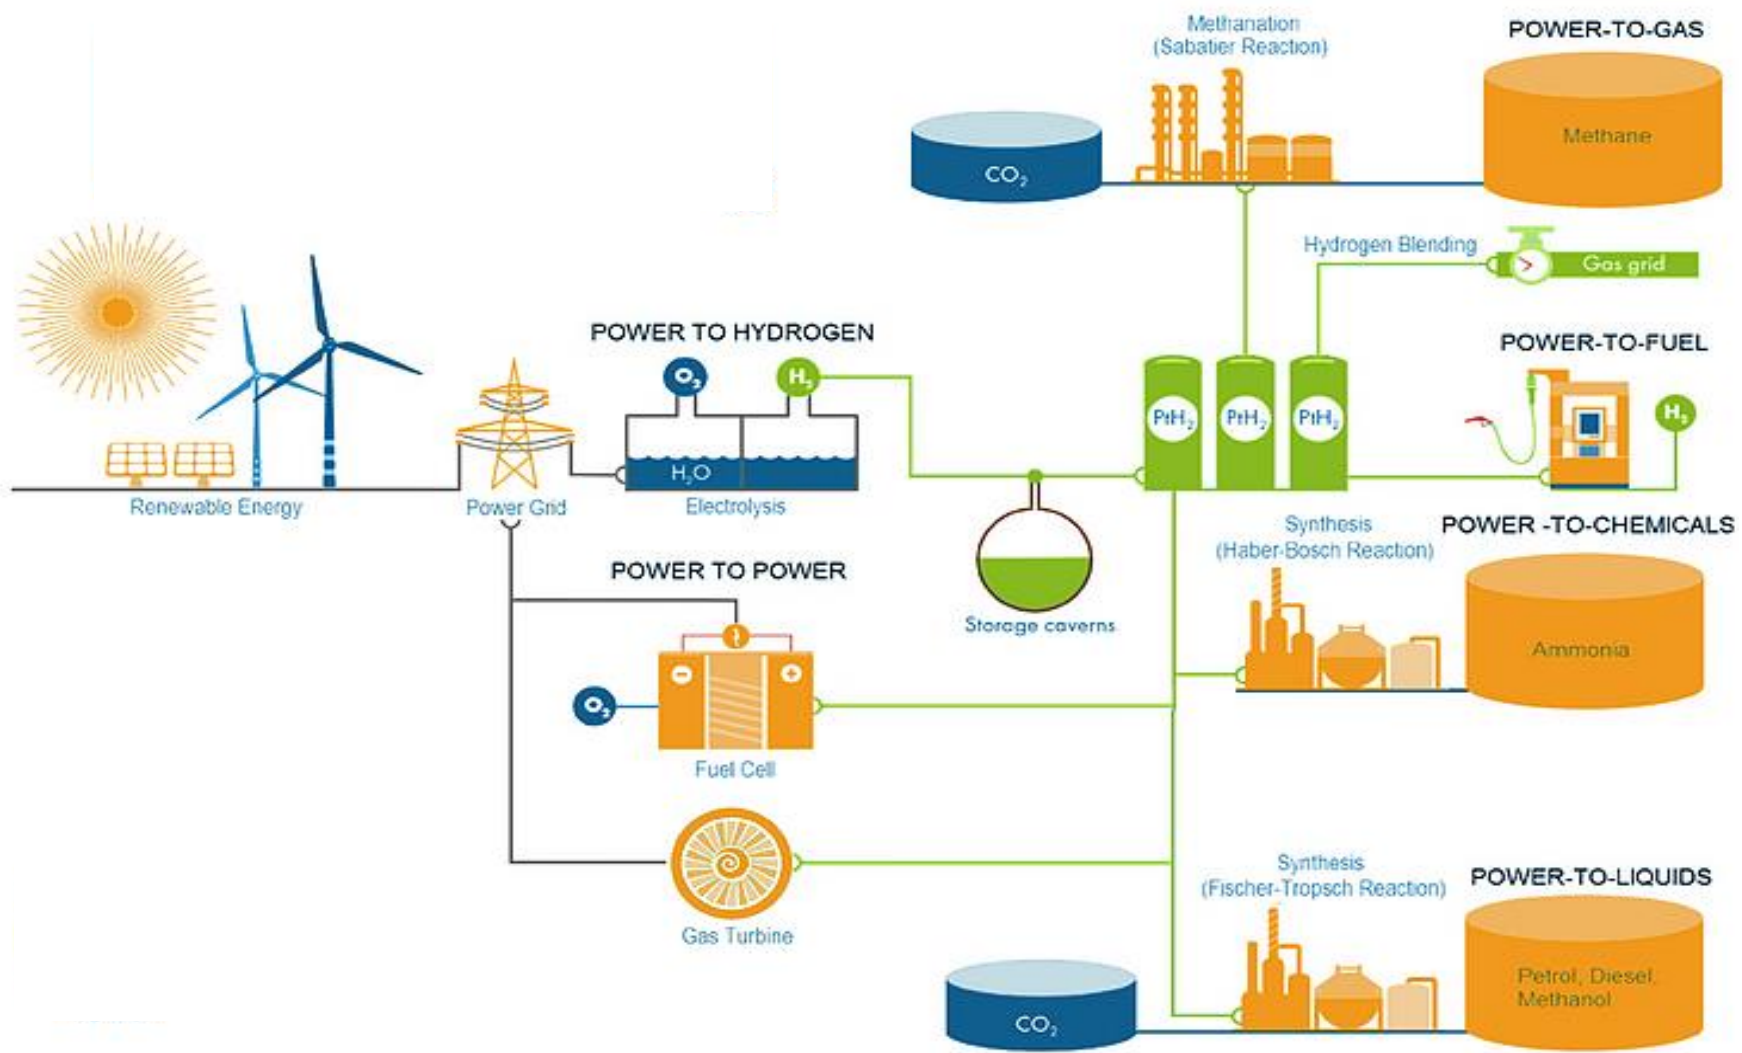 Methanation
(Sabatier Reaction)
POWER-TO-GAS
Methane
CO₂
Hydrogen Blending
Gas grid
POWER TO HYDROGEN
O₂
H₂
H₂O
Renewable Energy
Power Grid
Electrolysis
PtH₂
PtH₂
PtH₂
POWER-TO-FUEL
H₂
Storage caverns
Synthesis
(Haber-Bosch Reaction)
POWER -TO-CHEMICALS
Ammonia
POWER TO POWER
O₂
Fuel Cell
Gas Turbine
Synthesis
(Fischer-Tropsch Reaction)
POWER-TO-LIQUIDS
Petrol, Diesel,
Methanol
CO₂